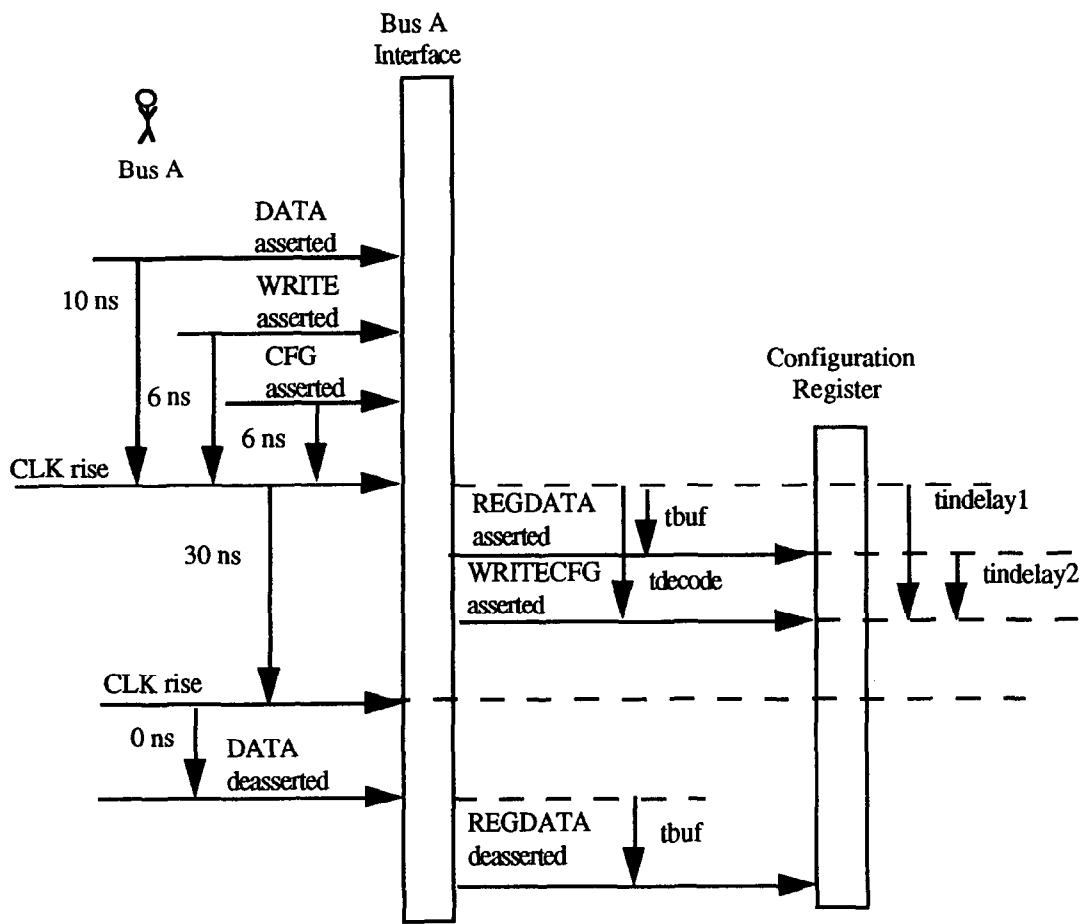 Bus A
Interface
Bus A
DATA
asserted
10 ns
WRITE
asserted
CFG
asserted
6 ns
6 ns
CLK rise
Configuration
Register
REGDATA
asserted
tbuf
tindelay1
30 ns
WRITECFG
asserted
tdecode
tindelay2
CLK rise
0 ns
DATA
deasserted
REGDATA
deasserted
tbuf